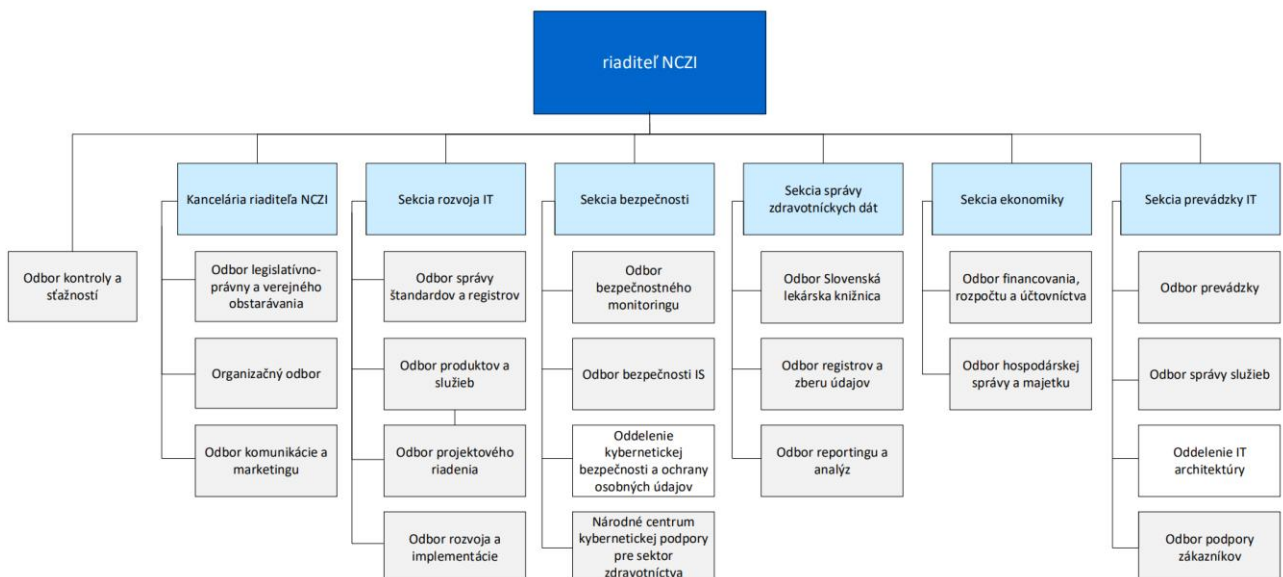 riaditeľ NCZI
Kancelária riaditeľa NCZI
Sekcia rozvoja IT
Sekcia bezpečnosti
Sekcia správy
zdravotníckych dát
Sekcia ekonomiky
Sekcia prevádzky IT
Odbor kontroly a
sťažností
Odbor legislatívno-
právny a verejného
obstarávania
Odbor správy
štandardov a registrov
Odbor
bezpečnostného
monitoringu
Odbor Slovenská
lekárska knižnica
Odbor financovania,
rozpočtu a účtovníctva
Odbor prevádzky
Organizačný odbor
Odbor produktov a
služieb
Odbor bezpečnosti IS
Odbor registrov a
zberu údajov
Odbor hospodárskej
správy a majetku
Odbor správy služieb
Odbor komunikácie a
marketingu
Odbor projektového
riadenia
Oddelenie
kybernetickej
bezpečnosti a ochrany
osobných údajov
Odbor reportingu a
analýz
Oddelenie IT
architektúry
Odbor rozvoja a
implementácie
Národné centrum
kybernetickej podpory
pre sektor
zdravotníctva
Odbor podpory
zákazníkov